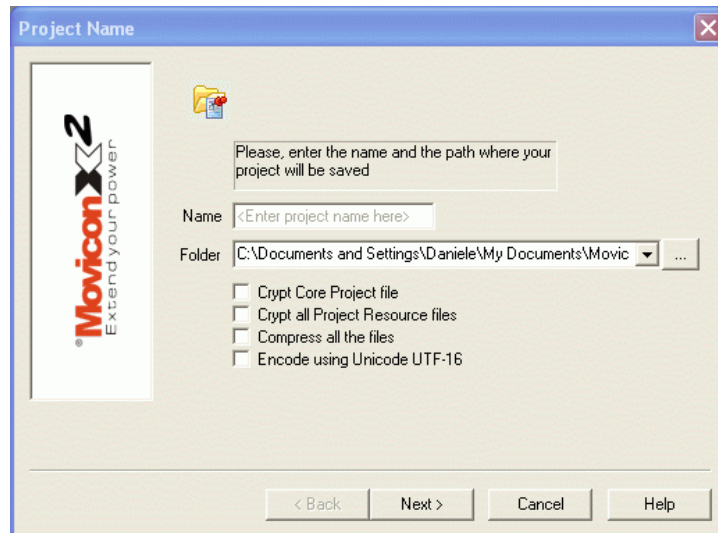 Project Name
®Movicon X2
Extend your power
Please, enter the name and the path where your
project will be saved
Name <Enter project name here>
Folder C:\Documents and Settings\Daniele\My Documents\Movic ...
Crypt Core Project file
Crypt all Project Resource files
Compress all the files
Encode using Unicode UTF-16
< Back Next > Cancel Help